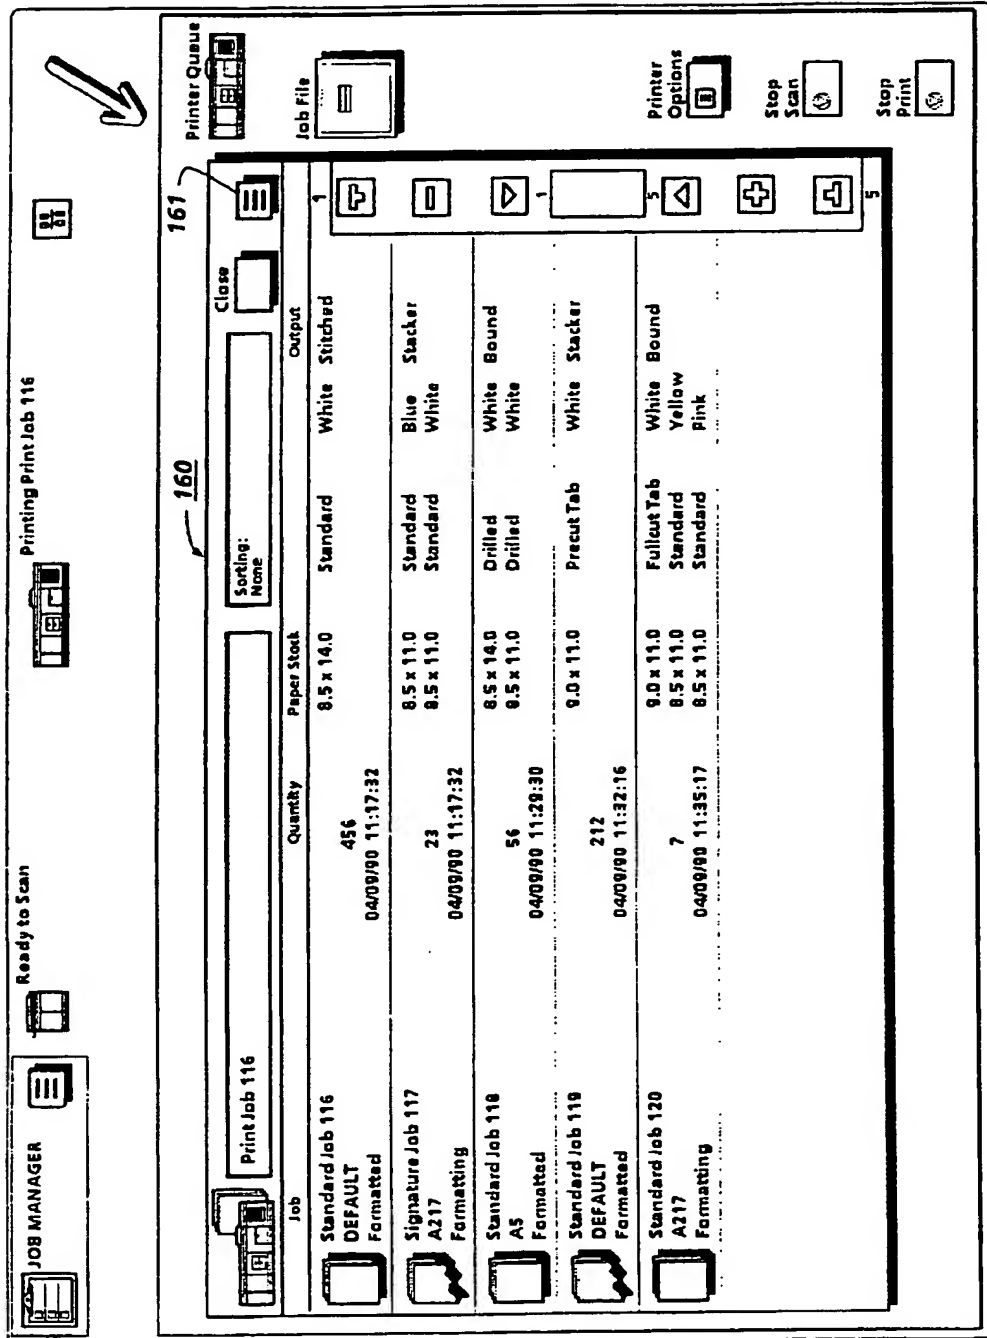 JOB MANAGER
Ready to Scan
Printing Print Job 116
160
161
Print Job 116
Sorting:
None
Close
Printer Queue
Job File
Printer
Options
Stop
Scan
Stop
Print
Job Quantity Paper Stock Output
Standard Job 116 456 8.5 x 14.0 Standard White Stitched
DEFAULT
Formatted 04/09/90 11:17:32
Signature Job 117 23 8.5 x 11.0 Standard Blue Stacker
A217 8.5 x 11.0 Standard White
Formatting 04/09/90 11:17:32
Standard Job 118 56 8.5 x 14.0 Drilled White Bound
A5 8.5 x 11.0 Drilled White
Formatted 04/09/90 11:29:30
Standard Job 119 212 9.0 x 11.0 Precut Tab White Stacker
DEFAULT
Formatted 04/09/90 11:32:16
Standard Job 120 7 9.0 x 11.0 Fullcut Tab White Bound
A217 8.5 x 11.0 Standard Yellow
Formatting 04/09/90 11:35:17 8.5 x 11.0 Standard Pink
1
1
5
5